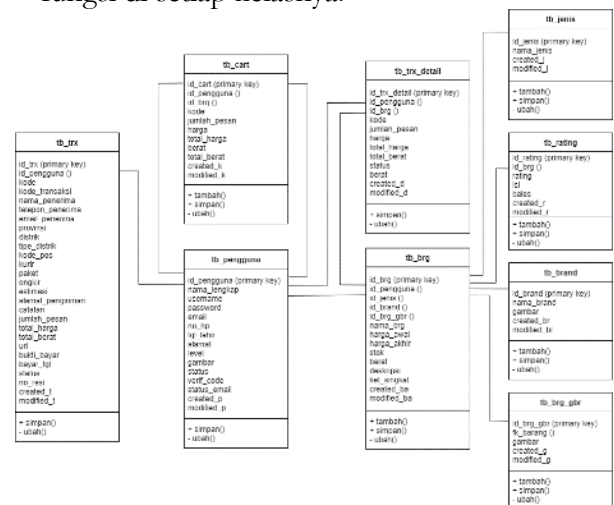 fungsi di setiap kelasnya.
tb_trx
id_trx (primary key)
id_pengguna ()
kode
kode_transaksi
nama_penerima
telepon_penerima
email_penerima
provinsi
distrik
tipe_distrik
kode_pos
kurir
paket
ongkir
estimasi
alamat_pengiriman
catatan
jumlah_pesan
total_harga
total_berat
url
bukti_bayar
bayar_tgl
status
no_resi
created_t
modified_t
+ simpan()
- ubah()
tb_cart
id_cart (primary key)
id_pengguna ()
id_brg ()
kode
jumlah_pesan
harga
total_harga
berat
total_berat
created_k
modified_k
+ tambah()
+ simpan()
- ubah()
tb_pengguna
id_pengguna (primary key)
nama_lengkap
username
password
email
no_hp
tgl_lahir
alamat
level
gambar
status
verif_code
status_email
created_p
modified_p
+ simpan()
- ubah()
tb_trx_detail
id_trx_detail (primary key)
id_pengguna ()
id_brg ()
kode
jumlah_pesan
harga
total_harga
total_berat
status
berat
created_d
modified_d
+ simpan()
- ubah()
tb_brg
id_brg (primary key)
id_pengguna ()
id_jenis ()
id_brand ()
id_brg_gbr ()
nama_brg
harga_awal
harga_akhir
stok
berat
deskripsi
ket_singkat
created_ba
modified_ba
+ tambah()
+ simpan()
- ubah()
tb_jenis
id_jenis (primary key)
nama_jenis
created_j
modified_j
+ tambah()
+ simpan()
- ubah()
tb_rating
id_rating (primary key)
id_brg ()
rating
isi
balas
created_r
modified_r
+ tambah()
+ simpan()
- ubah()
tb_brand
id_brand (primary key)
nama_brand
gambar
created_br
modified_br
+ tambah()
+ simpan()
- ubah()
tb_brg_gbr
id_brg_gbr (primary key)
fk_barang ()
gambar
created_g
modified_g
+ tambah()
+ simpan()
- ubah()